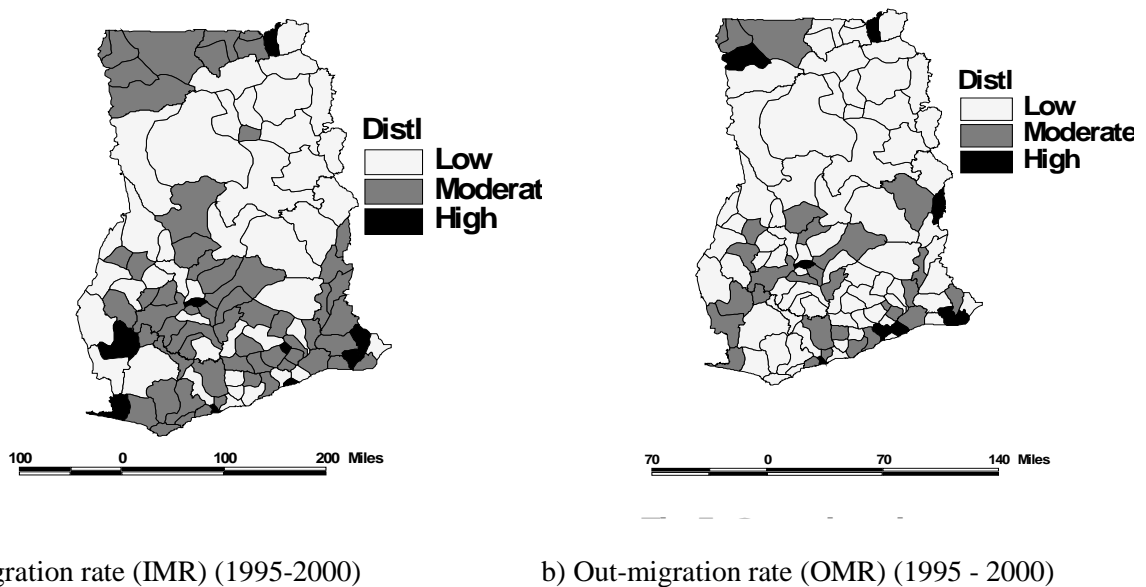 Distl
Low
Moderat
High
100 0 100 200 Miles
Distl
Low
Moderate
High
70 0 70 140 Miles
gration rate (IMR) (1995-2000)
b) Out-migration rate (OMR) (1995 - 2000)